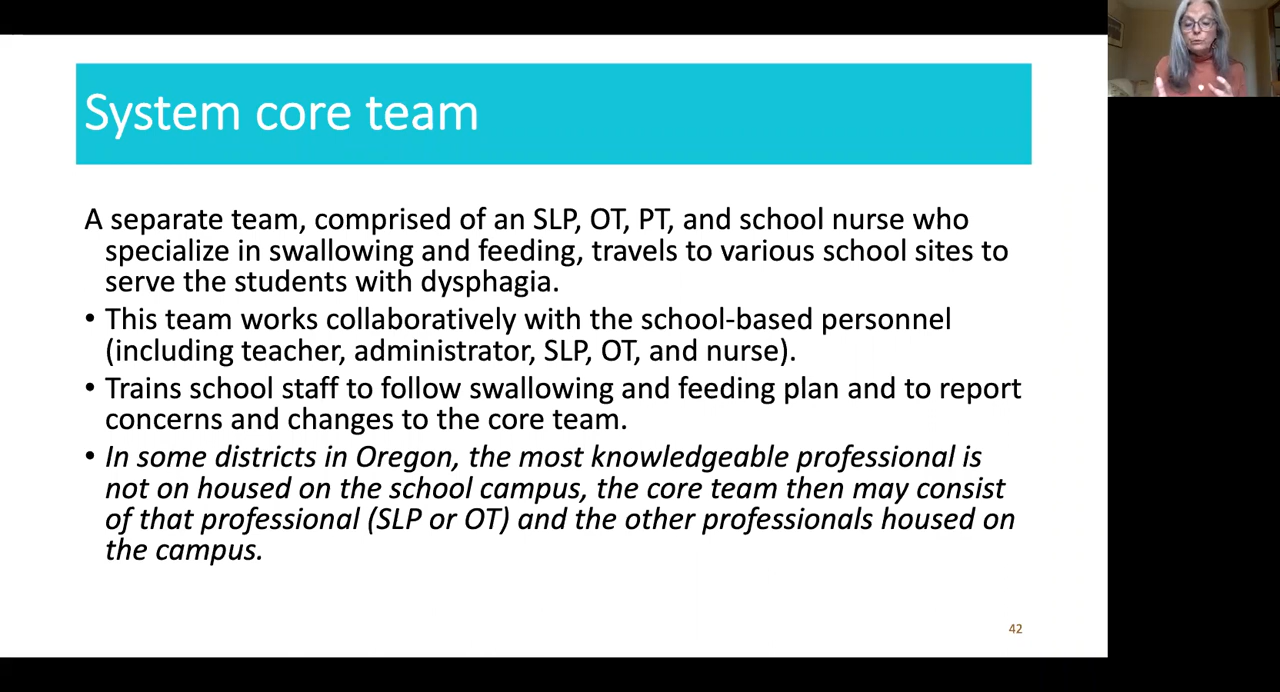 System core team
A separate team, comprised of an SLP, OT, PT, and school nurse who
specialize in swallowing and feeding, travels to various school sites to
serve the students with dysphagia.
• This team works collaboratively with the school-based personnel
(including teacher, administrator, SLP, OT, and nurse).
• Trains school staff to follow swallowing and feeding plan and to report
concerns and changes to the core team.
• In some districts in Oregon, the most knowledgeable professional is
not on housed on the school campus, the core team then may consist
of that professional (SLP or OT) and the other professionals housed on
the campus.
42